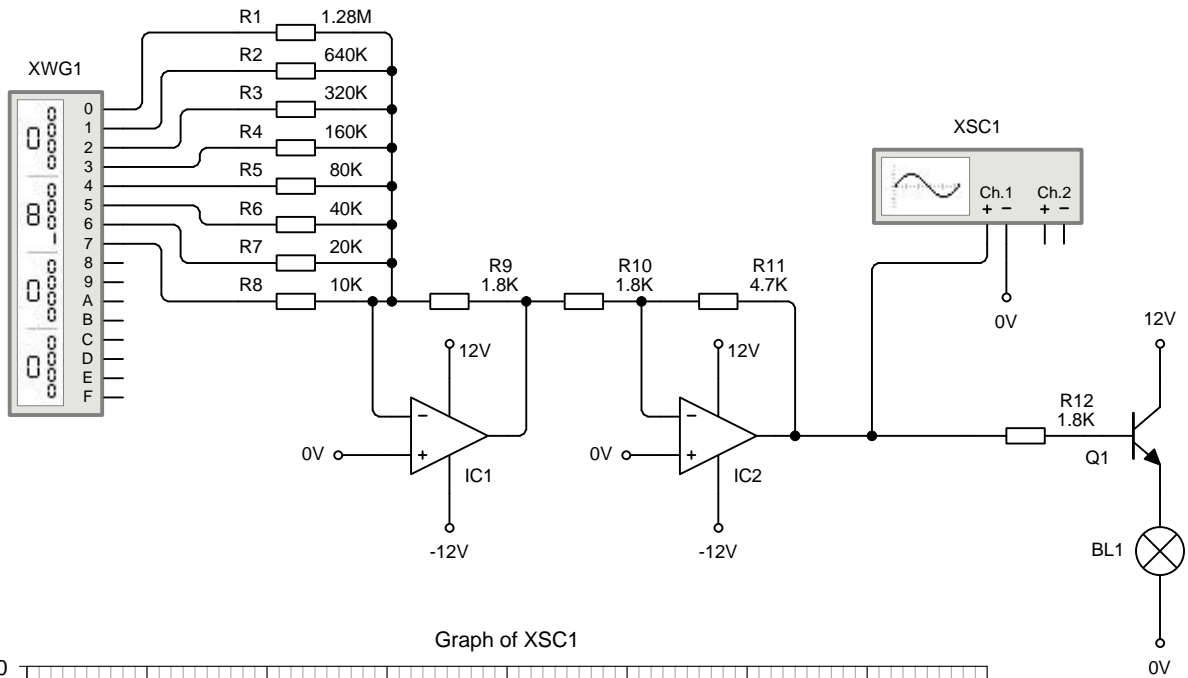 R1 1.28M
R2 640K
R3 320K
R4 160K
R5 80K
R6 40K
R7 20K
R8 10K
XWG1
0
1
2
3
4
5
6
7
8
9
A
B
C
D
E
F
R9
1.8K
R10
1.8K
R11
4.7K
12V
12V
−
+
0V
IC1
-12V
−
+
0V
IC2
-12V
XSC1
Ch.1 Ch.2
+ − + −
0V
12V
R12
1.8K
Q1
BL1
0V
Graph of XSC1